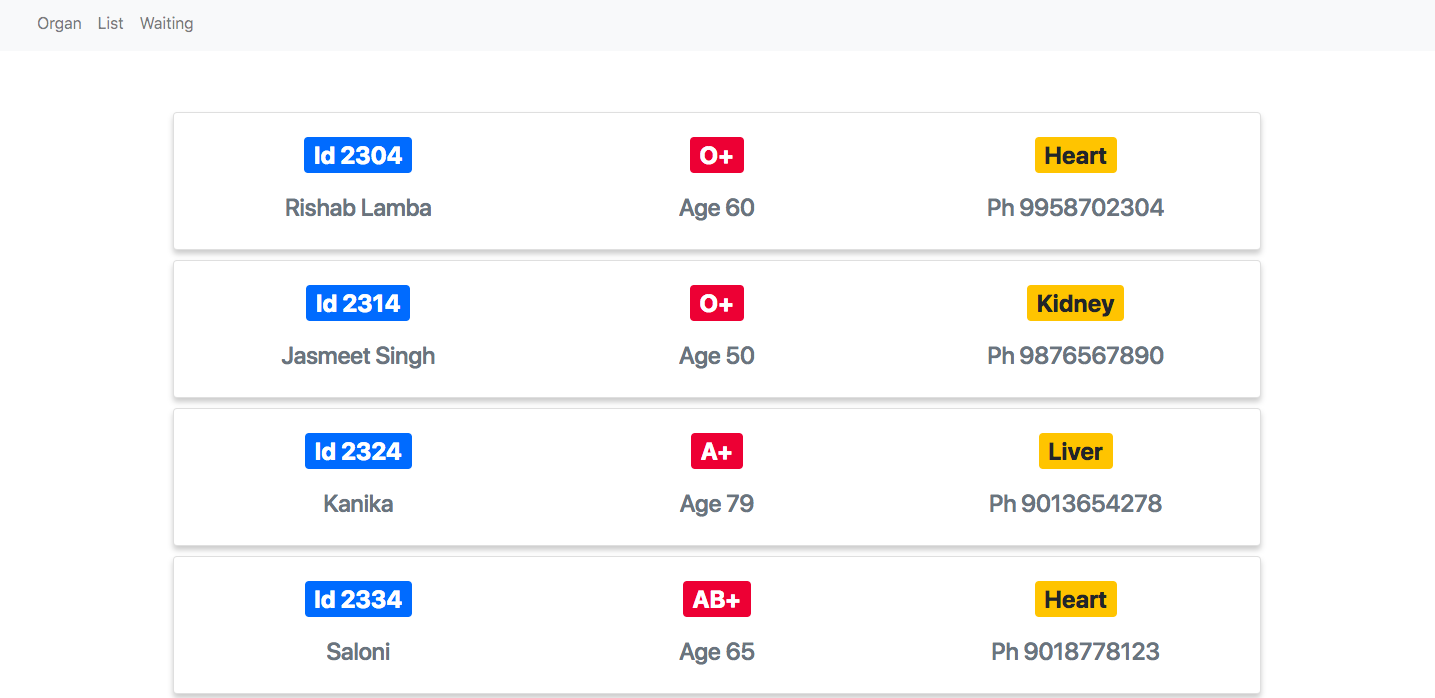 Organ List Waiting
Id 2304 O+ Heart
Rishab Lamba Age 60 Ph 9958702304
Id 2314 O+ Kidney
Jasmeet Singh Age 50 Ph 9876567890
Id 2324 A+ Liver
Kanika Age 79 Ph 9013654278
Id 2334 AB+ Heart
Saloni Age 65 Ph 9018778123